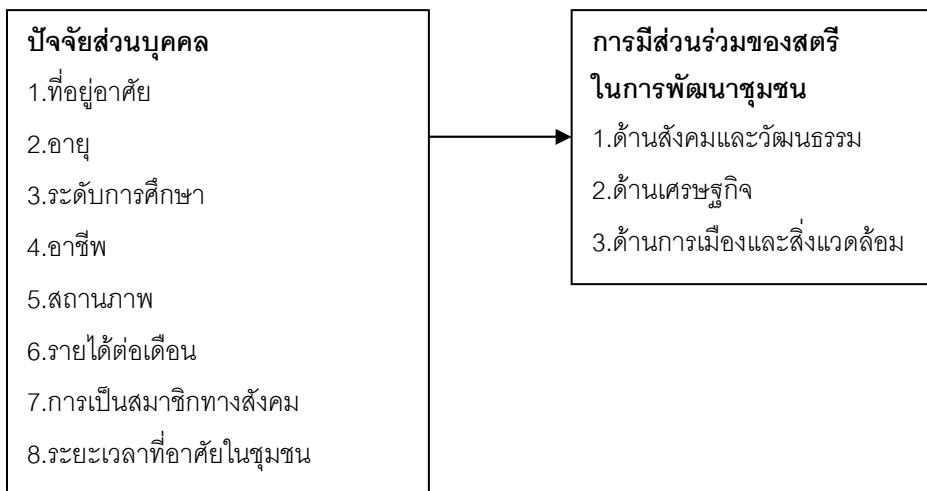 ปัจจัยส่วนบุคคล
1.ที่อยู่อาศัย
2.อายุ
3.ระดับการศึกษา
4.อาชีพ
5.สถานภาพ
6.รายได้ต่อเดือน
7.การเป็นสมาชิกทางสังคม
8.ระยะเวลาที่อาศัยในชุมชน
การมีส่วนร่วมของสตรี
ในการพัฒนาชุมชน
1.ด้านสังคมและวัฒนธรรม
2.ด้านเศรษฐกิจ
3.ด้านการเมืองและสิ่งแวดล้อม